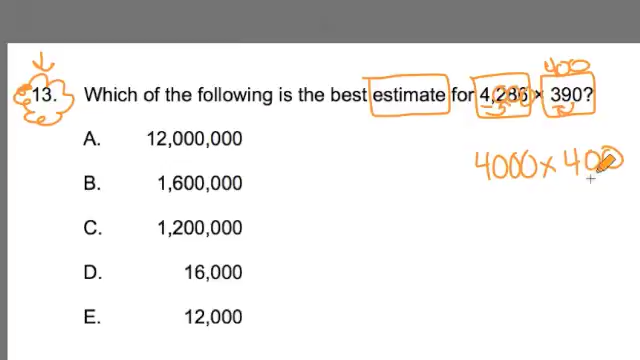 400
13. Which of the following is the best estimate for 4,286 × 390?
4000 × 400
A. 12,000,000
B. 1,600,000
C. 1,200,000
D. 16,000
E. 12,000